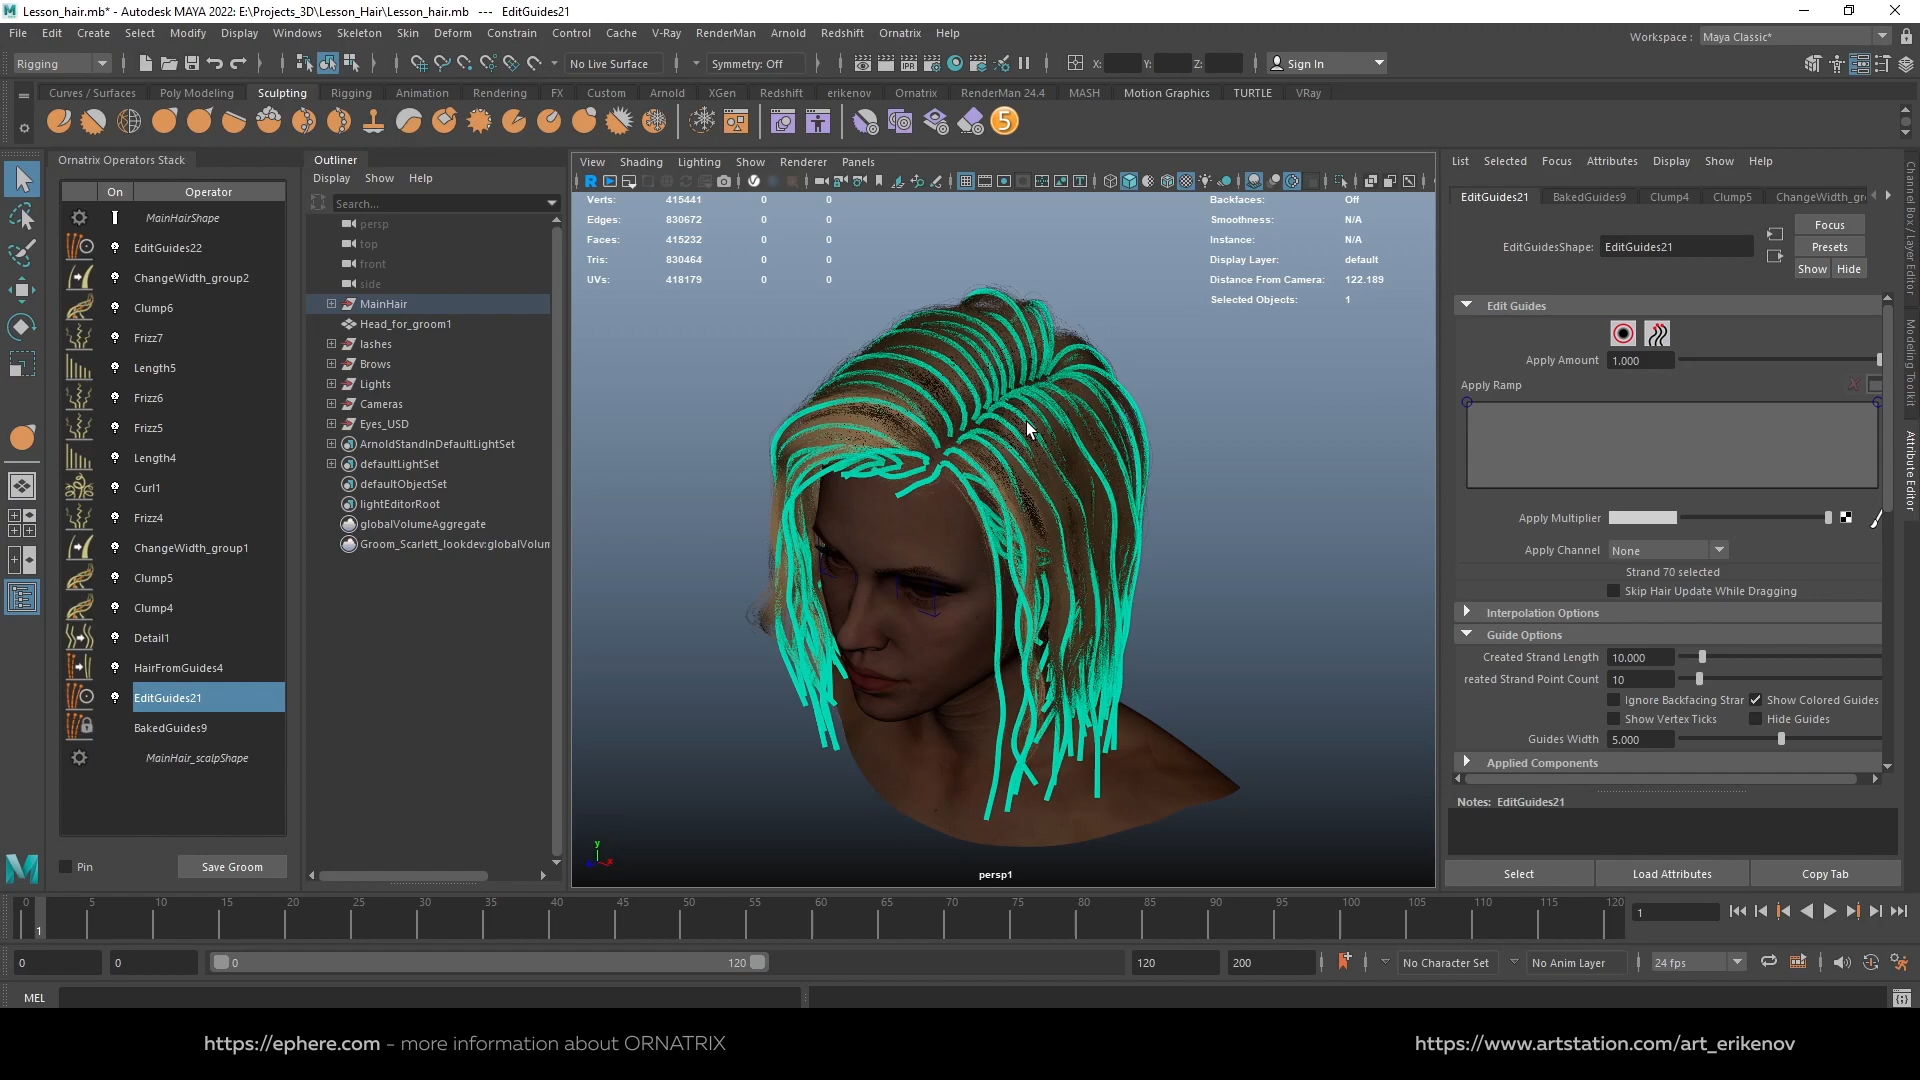 Lesson_hair.mb* - Autodesk MAYA 2022: E:\Projects_3D\Lesson_Hair\Lesson_hair.mb --- EditGuides21
File Edit Create Select Modify Display Windows Skeleton Skin Deform Constrain Control Cache V-Ray RenderMan Arnold Redshift Ornatrix Help
Workspace : Maya Classic*
Rigging
No Live Surface
Symmetry: Off
X:
Y:
Z:
Sign In
Curves / Surfaces Poly Modeling Sculpting Rigging Animation Rendering FX Custom Arnold XGen Redshift erikenov Ornatrix RenderMan 24.4 MASH Motion Graphics TURTLE VRay
5
Ornatrix Operators Stack
On Operator
MainHairShape
EditGuides22
ChangeWidth_group2
Clump6
Frizz7
Length5
Frizz6
Frizz5
Length4
Curl1
Frizz4
ChangeWidth_group1
Clump5
Clump4
Detail1
HairFromGuides4
EditGuides21
BakedGuides9
MainHair_scalpShape
Pin
Save Groom
Outliner
Display Show Help
Search...
persp
top
front
side
MainHair
Head_for_groom1
lashes
Brows
Lights
Cameras
Eyes_USD
ArnoldStandInDefaultLightSet
defaultLightSet
defaultObjectSet
lightEditorRoot
globalVolumeAggregate
Groom_Scarlett_lookdev:globalVolum
View Shading Lighting Show Renderer Panels
Verts: 415441 0 0
Edges: 830672 0 0
Faces: 415232 0 0
Tris: 830464 0 0
UVs: 418179 0 0
Backfaces: Off
Smoothness: N/A
Instance: N/A
Display Layer: default
Distance From Camera: 122.189
Selected Objects: 1
y
x
persp1
List Selected Focus Attributes Display Show Help
EditGuides21 BakedGuides9 Clump4 Clump5 ChangeWidth_gr
EditGuidesShape: EditGuides21
Focus
Presets
Show Hide
Edit Guides
Apply Amount 1.000
Apply Ramp
Apply Multiplier
Apply Channel None
Strand 70 selected
Skip Hair Update While Dragging
Interpolation Options
Guide Options
Created Strand Length 10.000
reated Strand Point Count 10
Ignore Backfacing Strar
Show Colored Guides
Show Vertex Ticks
Hide Guides
Guides Width 5.000
Applied Components
Notes: EditGuides21
Select
Load Attributes
Copy Tab
Channel Box / Layer Editor
Modeling Toolkit
Attribute Editor
0 5 10 15 20 25 30 35 40 45 50 55 60 65 70 75 80 85 90 95 100 105 110 115 120
1
1
0
0
0
120
120
200
No Character Set
No Anim Layer
24 fps
MEL
https://ephere.com - more information about ORNATRIX
https://www.artstation.com/art_erikenov